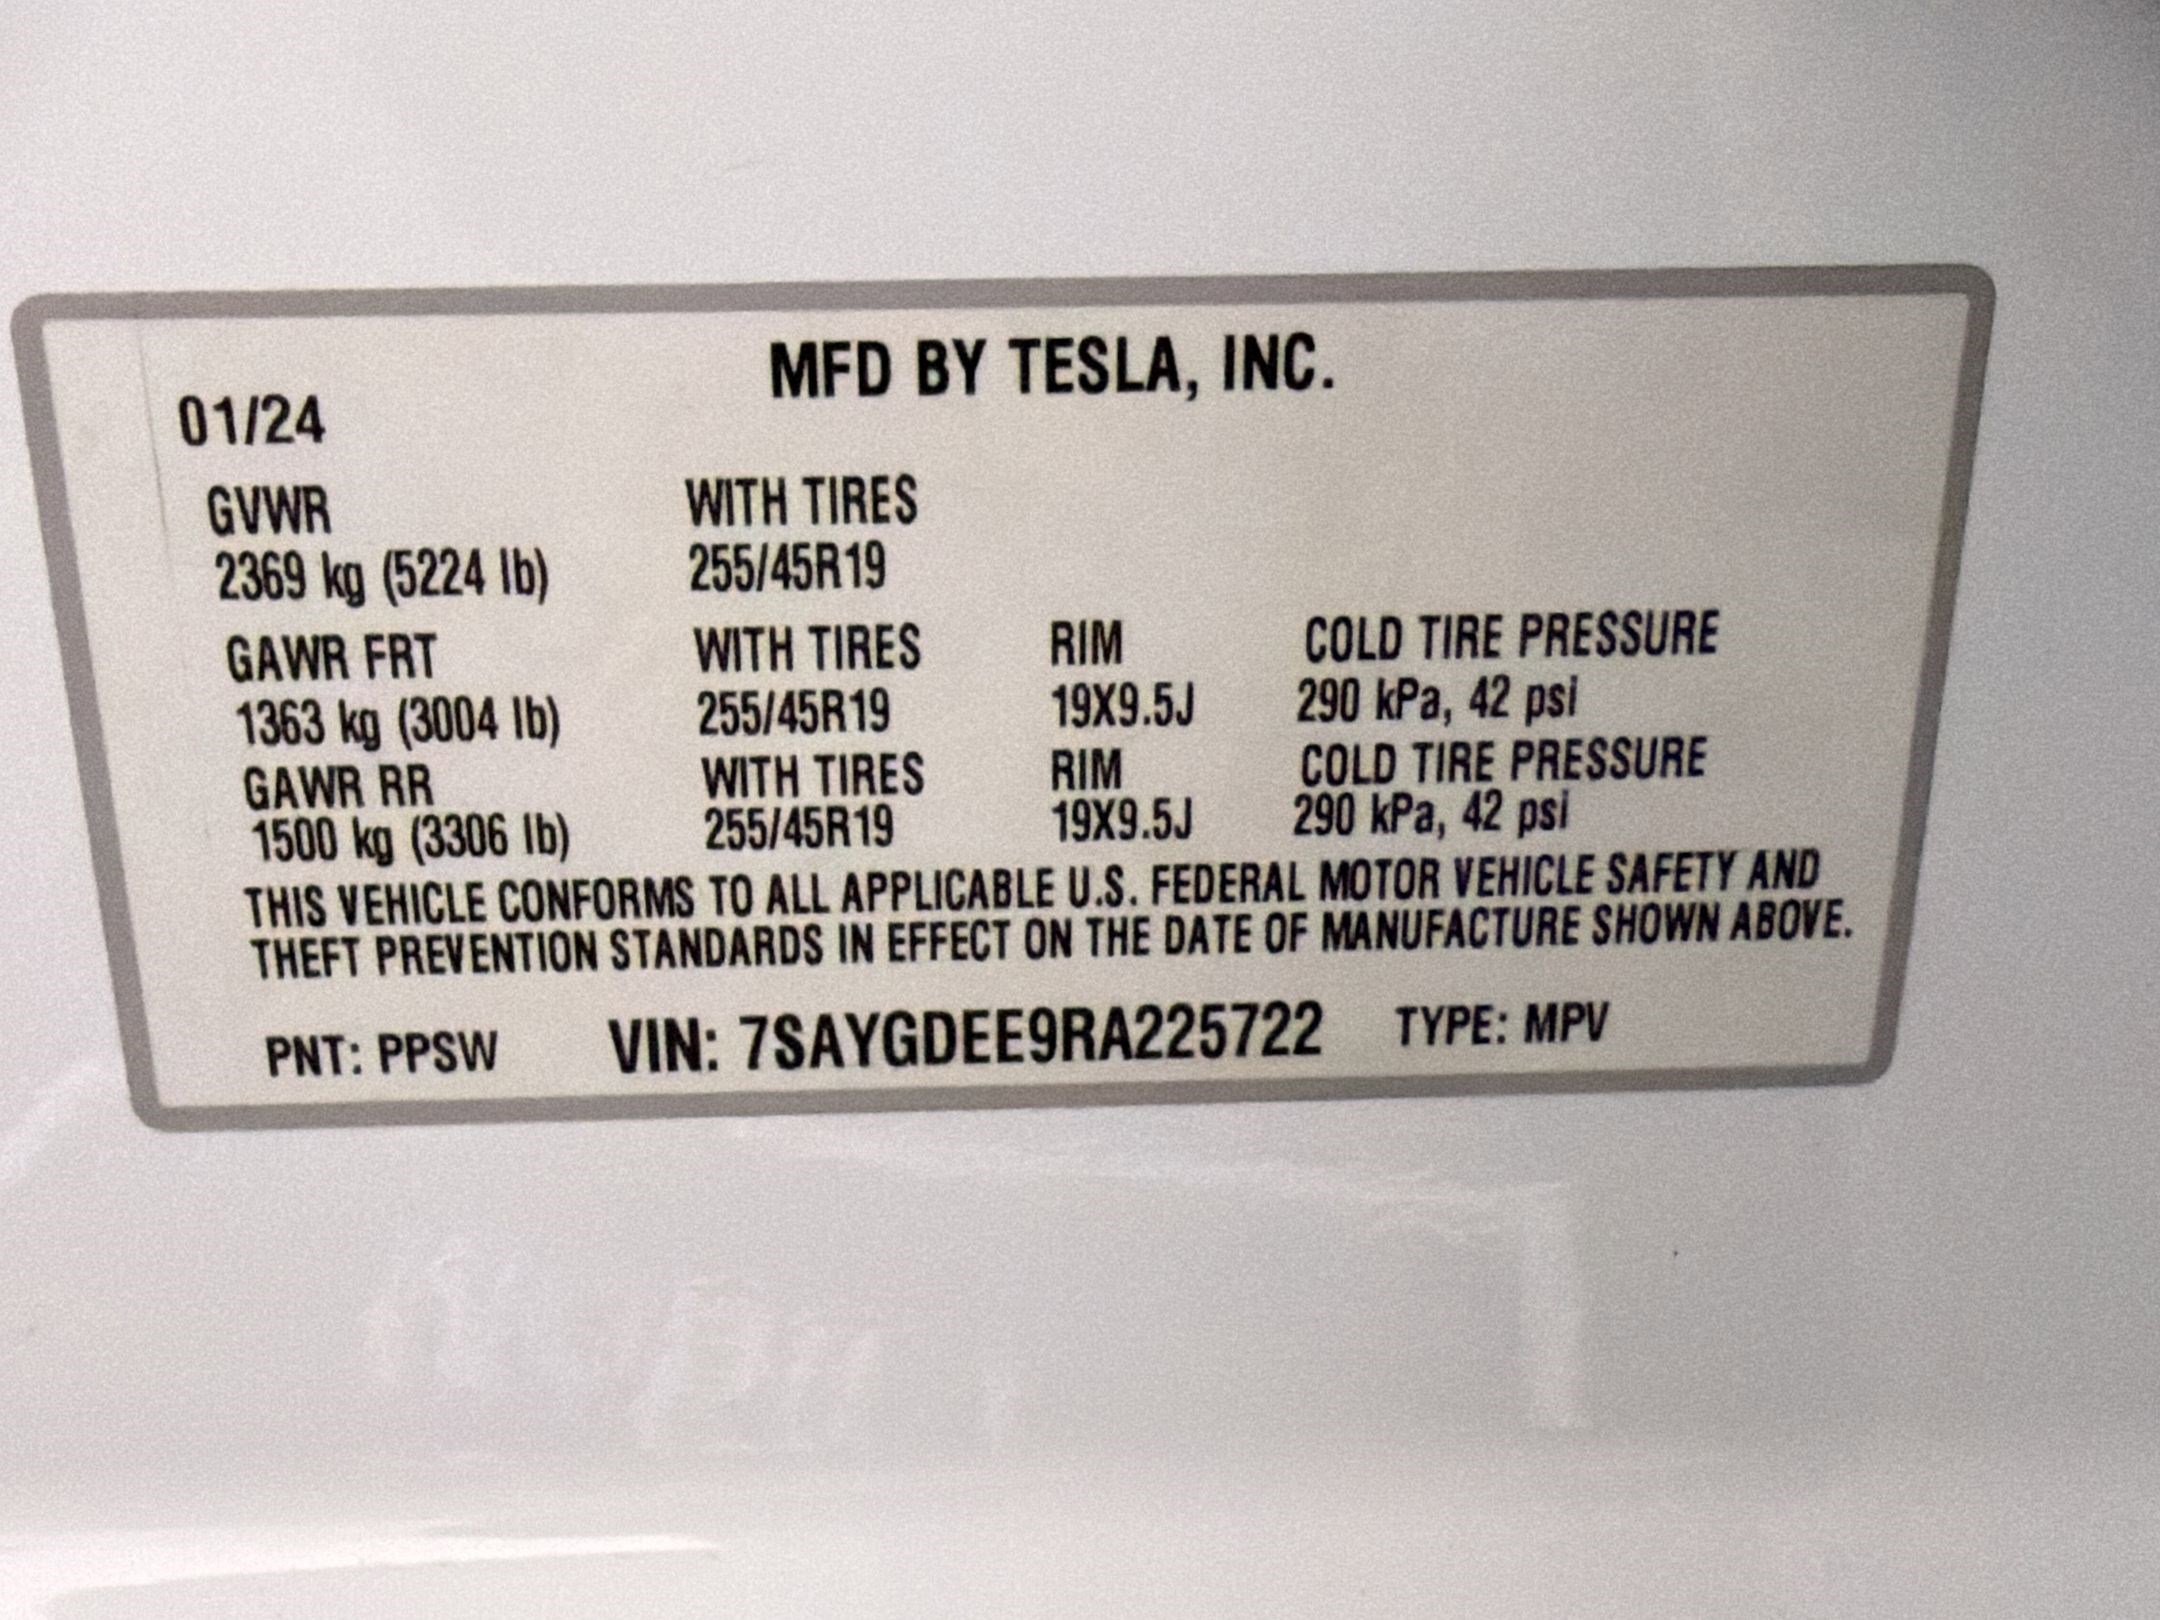 MFD BY TESLA, INC.
01/24
GVWR WITH TIRES
2369 kg (5224 lb) 255/45R19
GAWR FRT WITH TIRES RIM COLD TIRE PRESSURE
1363 kg (3004 lb) 255/45R19 19X9.5J 290 kPa, 42 psi
GAWR RR WITH TIRES RIM COLD TIRE PRESSURE
1500 kg (3306 lb) 255/45R19 19X9.5J 290 kPa, 42 psi
THIS VEHICLE CONFORMS TO ALL APPLICABLE U.S. FEDERAL MOTOR VEHICLE SAFETY AND
THEFT PREVENTION STANDARDS IN EFFECT ON THE DATE OF MANUFACTURE SHOWN ABOVE.
PNT: PPSW VIN: 7SAYGDEE9RA225722 TYPE: MPV